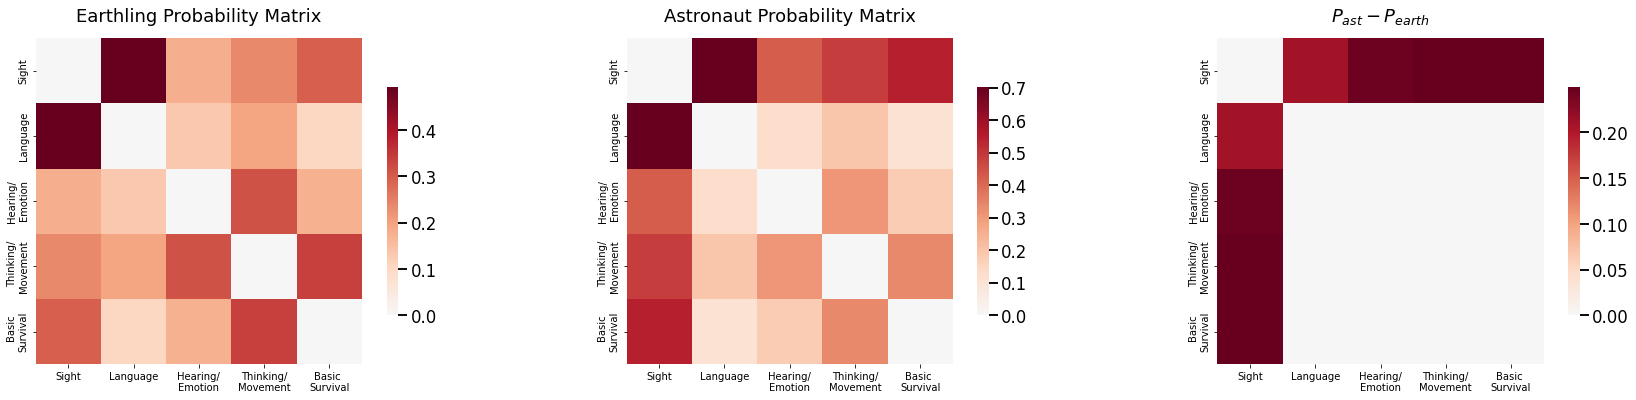 Earthling Probability Matrix
Sight
Language
Hearing/
Emotion
Thinking/
Movement
Basic
Survival
Sight
Language
Hearing/
Emotion
Thinking/
Movement
Basic
Survival
0.4
0.3
0.2
0.1
0.0
Astronaut Probability Matrix
Sight
Language
Hearing/
Emotion
Thinking/
Movement
Basic
Survival
Sight
Language
Hearing/
Emotion
Thinking/
Movement
Basic
Survival
0.7
0.6
0.5
0.4
0.3
0.2
0.1
0.0
P_ast − P_earth
Sight
Language
Hearing/
Emotion
Thinking/
Movement
Basic
Survival
Sight
Language
Hearing/
Emotion
Thinking/
Movement
Basic
Survival
0.20
0.15
0.10
0.05
0.00